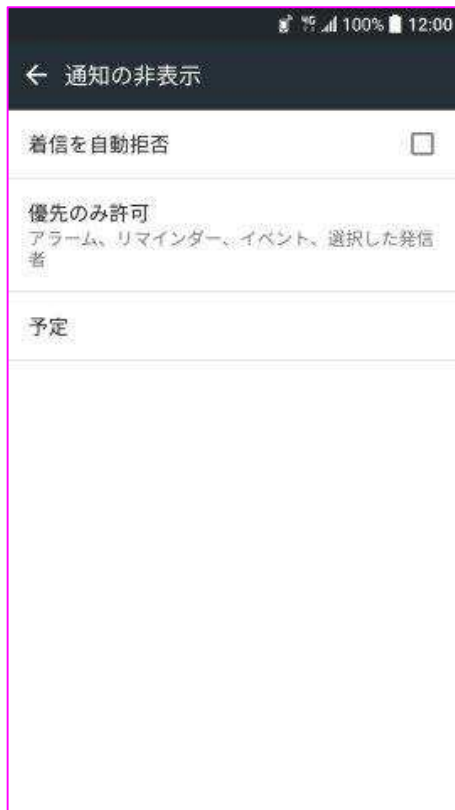 4G 100% 12:00
← 通知の非表示
着信を自動拒否
優先のみ許可
アラーム、リマインダー、イベント、選択した発信
者
予定